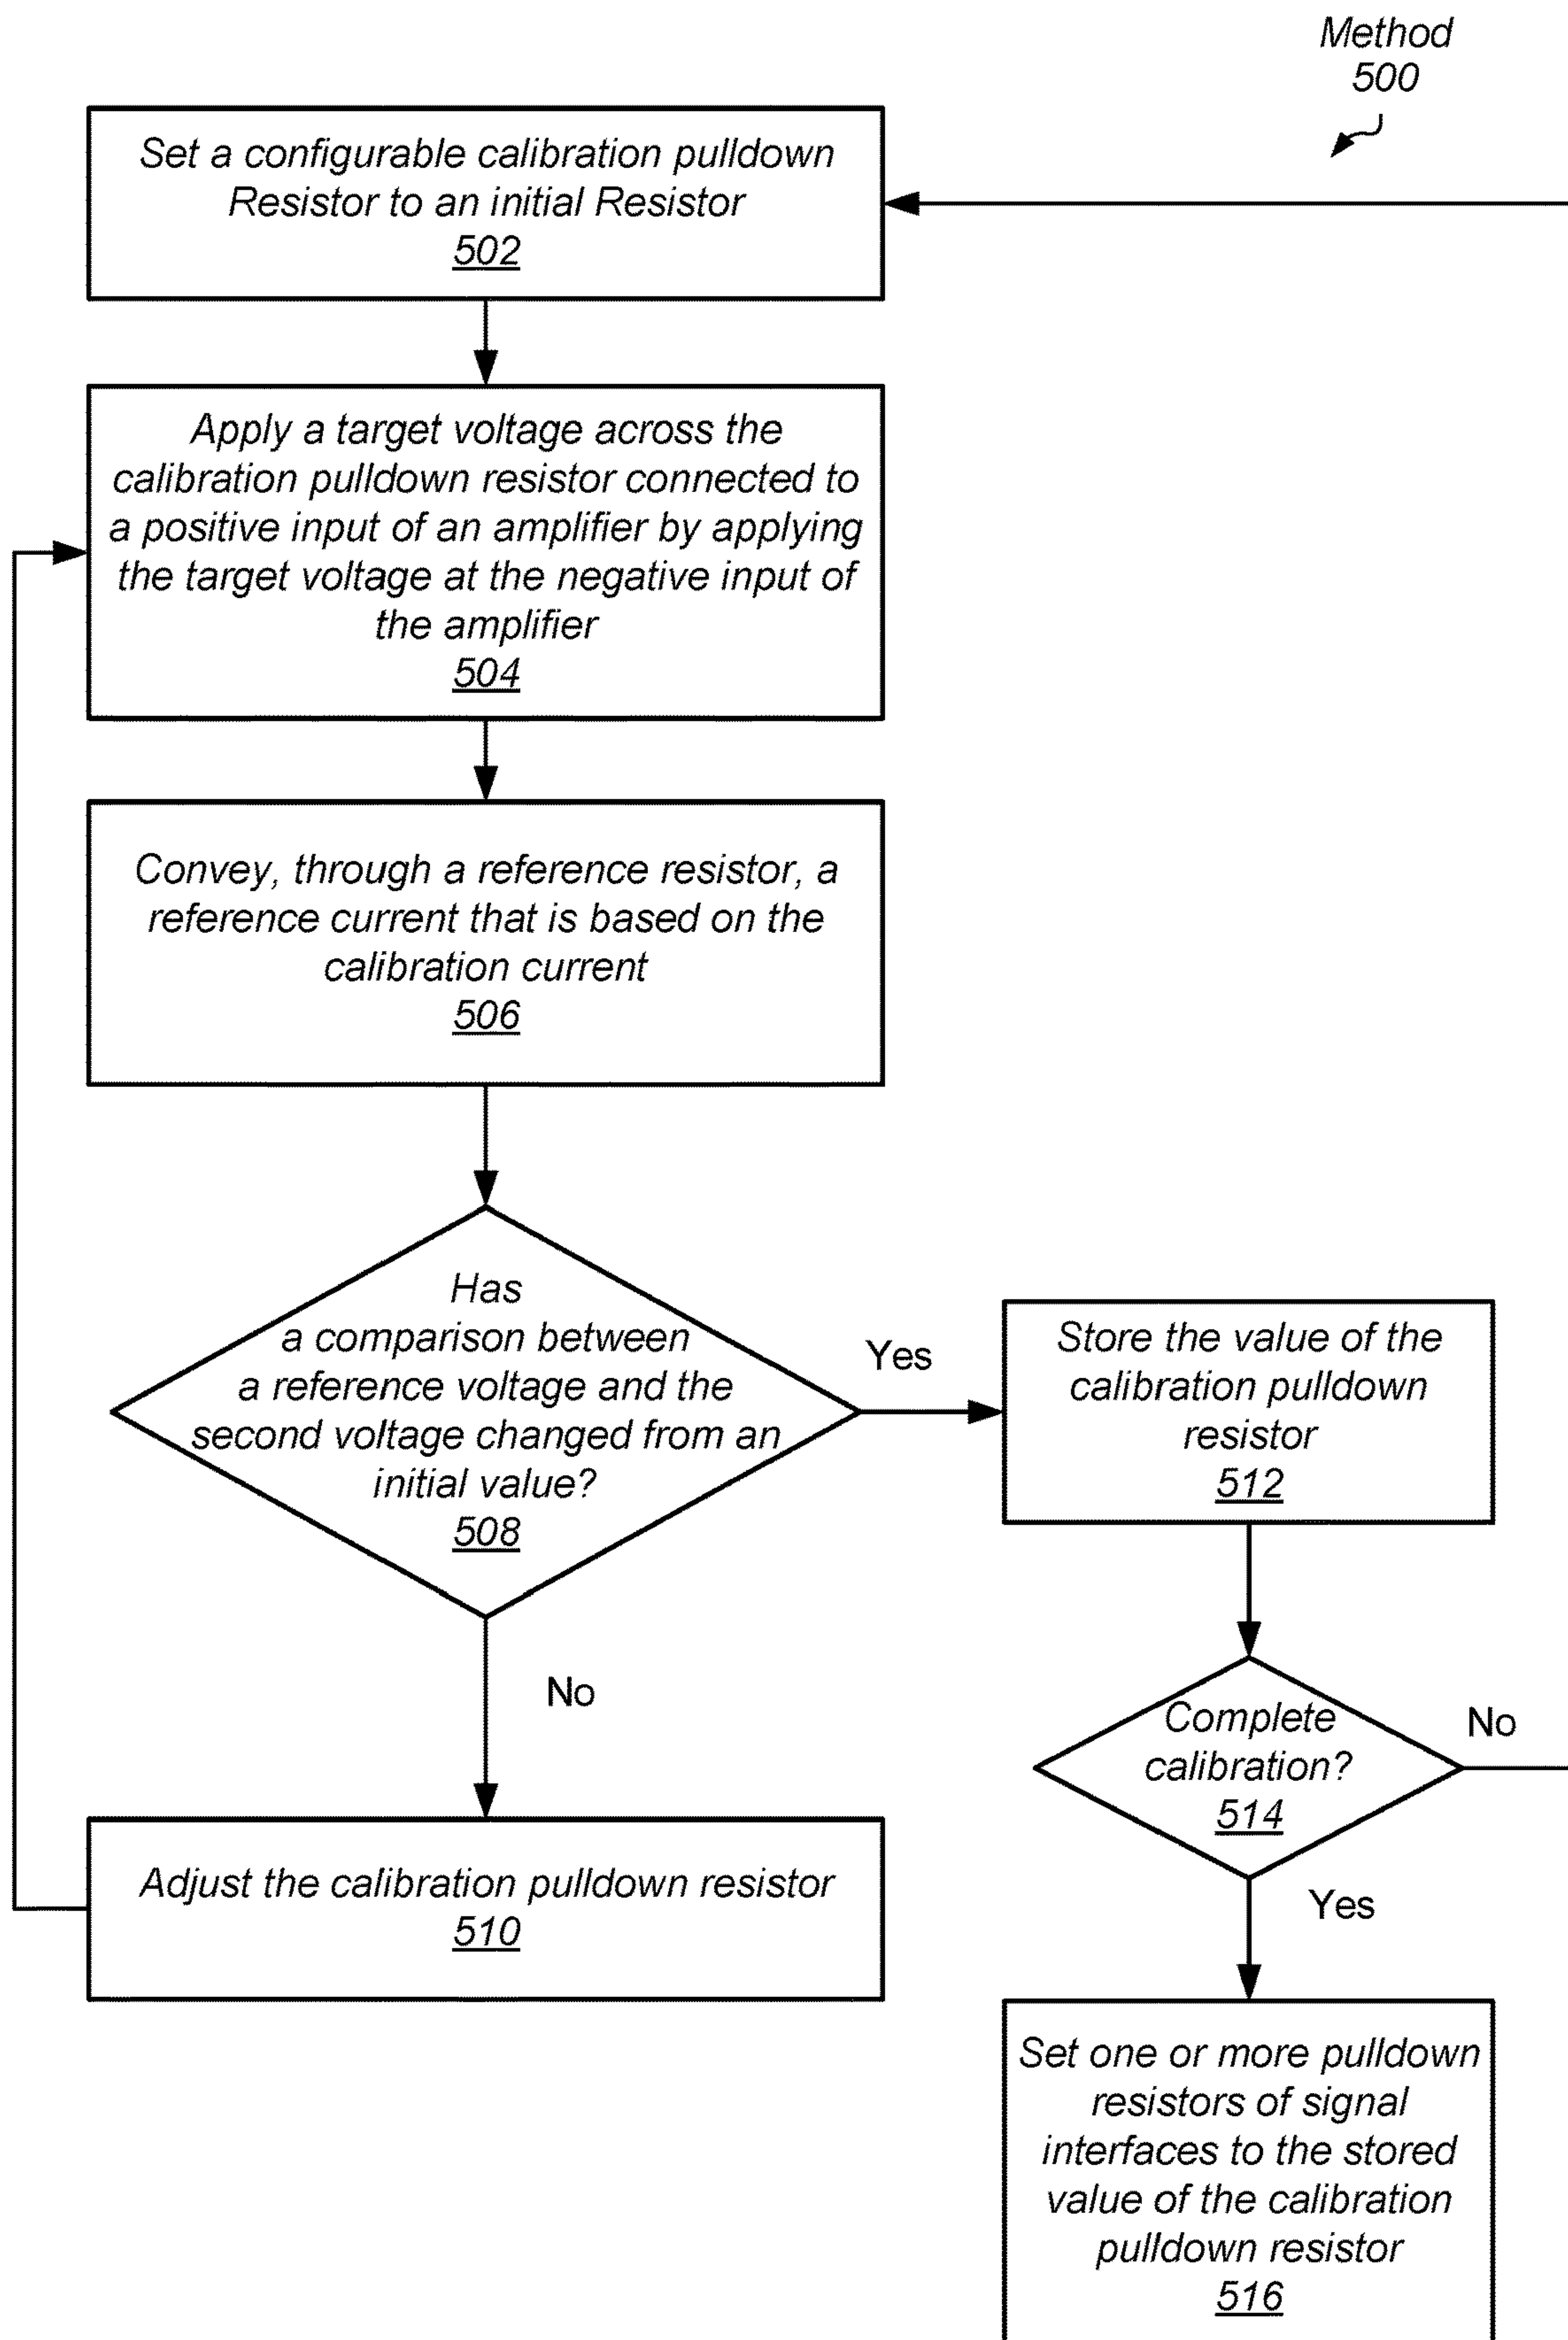 Method
500
Set a configurable calibration pulldown
Resistor to an initial Resistor
502
Apply a target voltage across the
calibration pulldown resistor connected to
a positive input of an amplifier by applying
the target voltage at the negative input of
the amplifier
504
Convey, through a reference resistor, a
reference current that is based on the
calibration current
506
Has
a comparison between
a reference voltage and the
second voltage changed from an
initial value?
508
Yes
No
Adjust the calibration pulldown resistor
510
Store the value of the
calibration pulldown
resistor
512
Complete
calibration?
514
No
Yes
Set one or more pulldown
resistors of signal
interfaces to the stored
value of the calibration
pulldown resistor
516